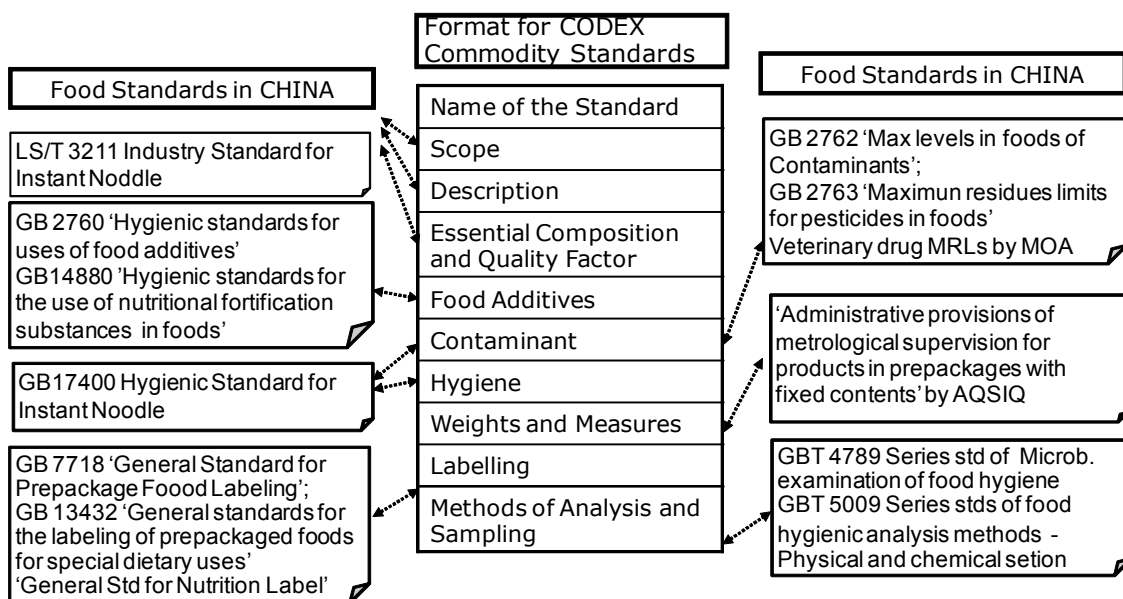 Format for CODEX
Commodity Standards
Food Standards in CHINA
LS/T 3211 Industry Standard for
Instant Noddle
GB 2760 ‘Hygienic standards for
uses of food additives’
GB14880 ’Hygienic standards for
the use of nutritional fortification
substances in foods’
GB17400 Hygienic Standard for
Instant Noodle
GB 7718 ‘General Standard for
Prepackage Foood Labeling’;
GB 13432 ‘General standards for
the labeling of prepackaged foods
for special dietary uses’
‘General Std for Nutrition Label’
Name of the Standard
Scope
Description
Essential Composition
and Quality Factor
Food Additives
Contaminant
Hygiene
Weights and Measures
Labelling
Methods of Analysis and
Sampling
Food Standards in CHINA
GB 2762 ‘Max levels in foods of
Contaminants’;
GB 2763 ‘Maximun residues limits
for pesticides in foods’
Veterinary drug MRLs by MOA
‘Administrative provisions of
metrological supervision for
products in prepackages with
fixed contents’ by AQSIQ
GBT 4789 Series std of Microb.
examination of food hygiene
GBT 5009 Series stds of food
hygienic analysis methods -
Physical and chemical setion